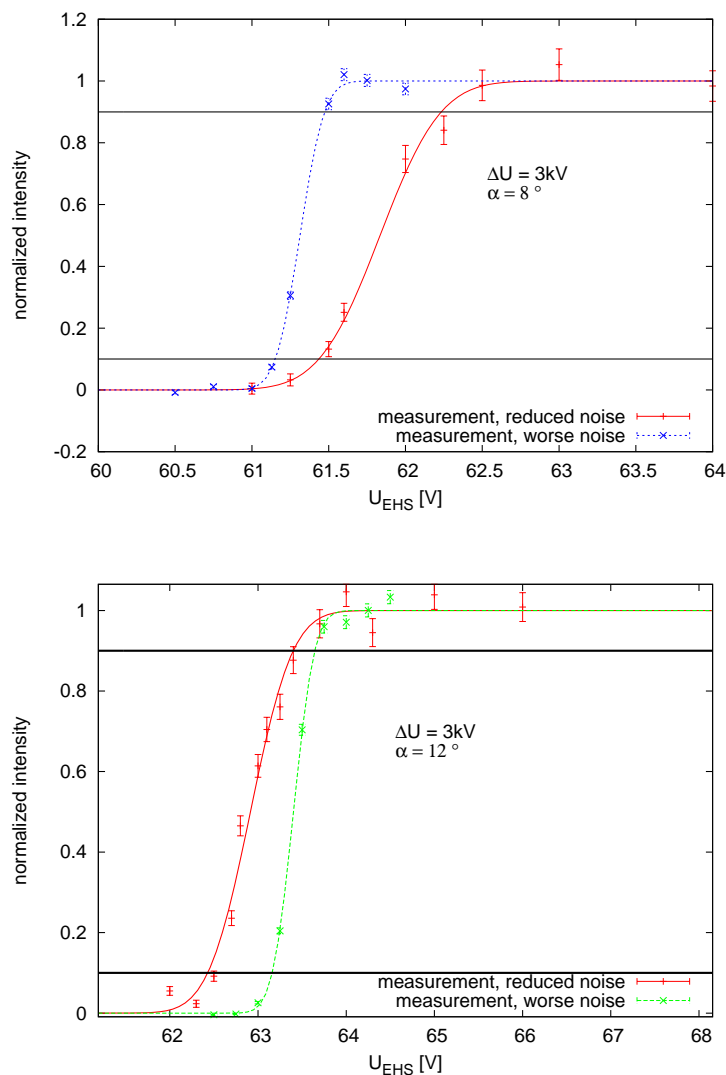 1.2
1
0.8
0.6
0.4
0.2
0
-0.2
normalized intensity
ΔU = 3kV
α = 8 °
measurement, reduced noise
measurement, worse noise
60 60.5 61 61.5 62 62.5 63 63.5 64
U_EHS [V]
1
0.8
0.6
0.4
0.2
0
normalized intensity
ΔU = 3kV
α = 12 °
measurement, reduced noise
measurement, worse noise
62 63 64 65 66 67 68
U_EHS [V]